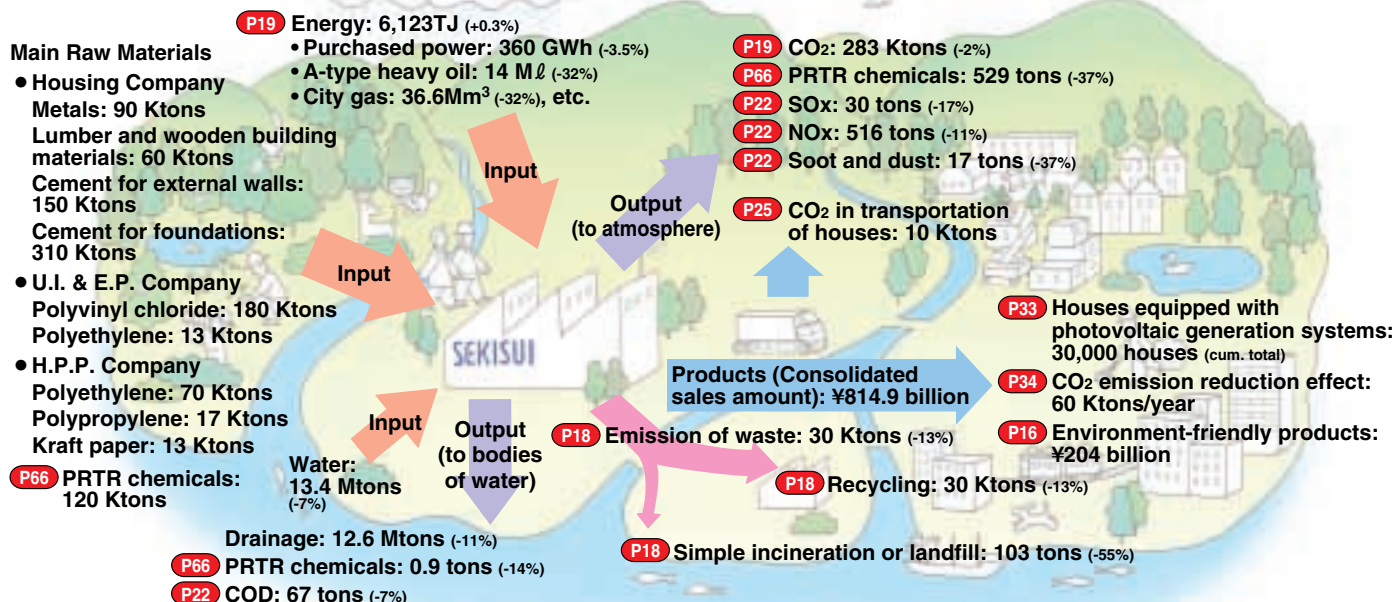 P19 Energy: 6,123TJ (+0.3%)
• Purchased power: 360 GWh (-3.5%)
• A-type heavy oil: 14 Mℓ (-32%)
• City gas: 36.6Mm³ (-32%), etc.
Main Raw Materials
● Housing Company
Metals: 90 Ktons
Lumber and wooden building
materials: 60 Ktons
Cement for external walls:
150 Ktons
Cement for foundations:
310 Ktons
● U.I. & E.P. Company
Polyvinyl chloride: 180 Ktons
Polyethylene: 13 Ktons
● H.P.P. Company
Polyethylene: 70 Ktons
Polypropylene: 17 Ktons
Kraft paper: 13 Ktons
P66 PRTR chemicals:
120 Ktons
Input
Input
Input
Water:
13.4 Mtons
(-7%)
SEKISUI
Output
(to atmosphere)
P19 CO₂: 283 Ktons (-2%)
P66 PRTR chemicals: 529 tons (-37%)
P22 SOx: 30 tons (-17%)
P22 NOx: 516 tons (-11%)
P22 Soot and dust: 17 tons (-37%)
P25 CO₂ in transportation
of houses: 10 Ktons
Products (Consolidated
sales amount): ¥814.9 billion
P33 Houses equipped with
photovoltaic generation systems:
30,000 houses (cum. total)
P34 CO₂ emission reduction effect:
60 Ktons/year
P16 Environment-friendly products:
¥204 billion
Output
(to bodies
of water)
P18 Emission of waste: 30 Ktons (-13%)
P18 Recycling: 30 Ktons (-13%)
P18 Simple incineration or landfill: 103 tons (-55%)
Drainage: 12.6 Mtons (-11%)
P66 PRTR chemicals: 0.9 tons (-14%)
P22 COD: 67 tons (-7%)